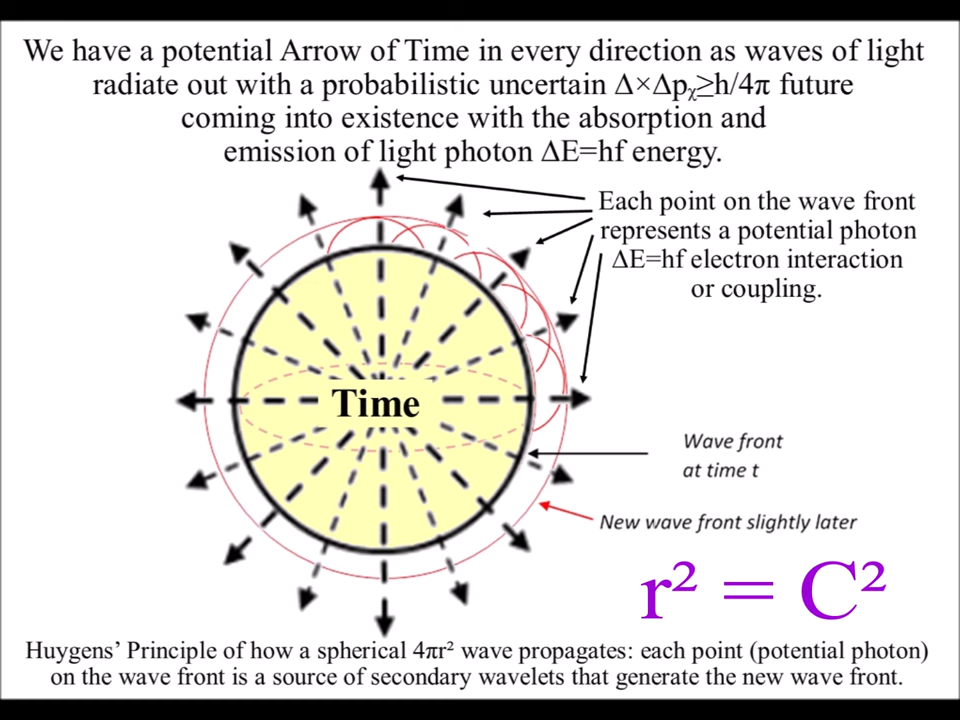 We have a potential Arrow of Time in every direction as waves of light
radiate out with a probabilistic uncertain Δ×Δpᵪ≥h/4π future
coming into existence with the absorption and
emission of light photon ΔE=hf energy.
Each point on the wave front
represents a potential photon
ΔE=hf electron interaction
or coupling.
Time
Wave front
at time t
New wave front slightly later
r² = C²
Huygens’ Principle of how a spherical 4πr² wave propagates: each point (potential photon)
on the wave front is a source of secondary wavelets that generate the new wave front.